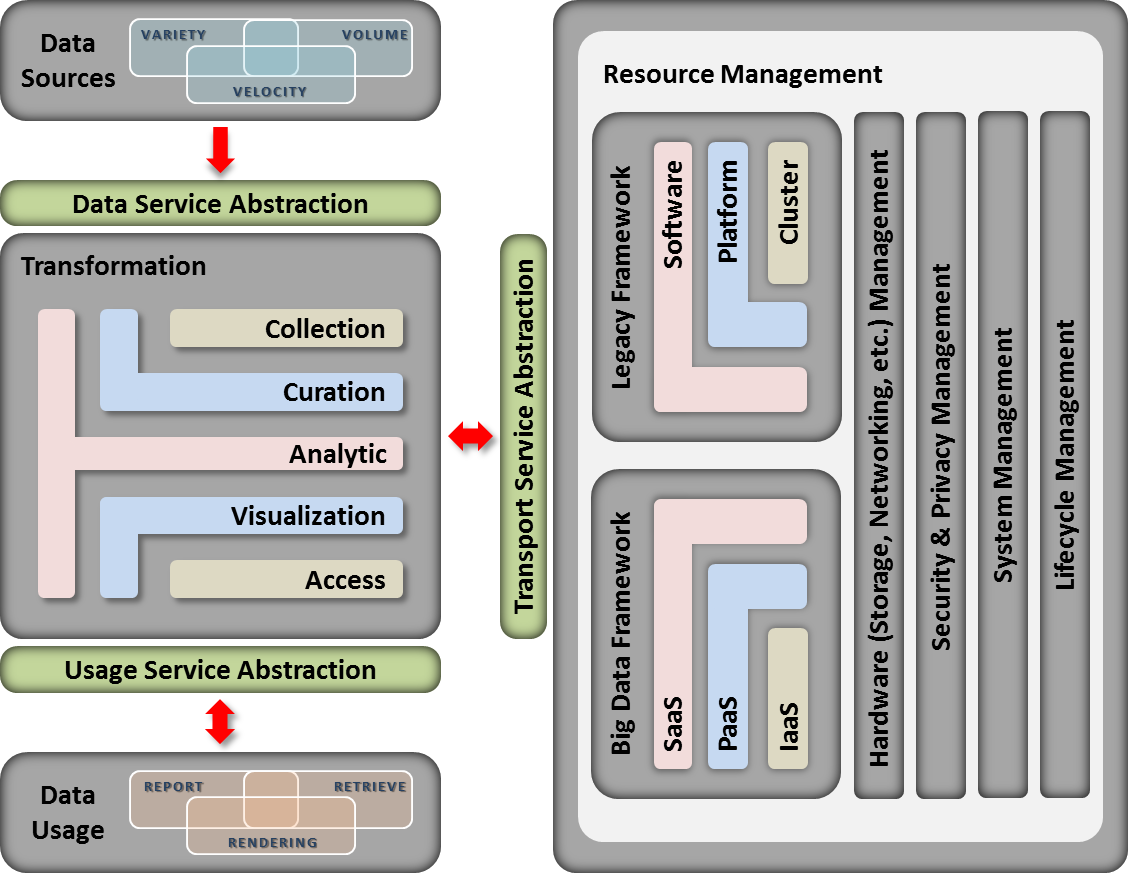 Data
Sources
VARIETY
VOLUME
VELOCITY
Data Service Abstraction
Transformation
Collection
Curation
Analytic
Visualization
Access
Usage Service Abstraction
Data
Usage
REPORT
RETRIEVE
RENDERING
Transport Service Abstraction
Resource Management
Legacy Framework
Software
Platform
Cluster
Big Data Framework
SaaS
PaaS
IaaS
Hardware (Storage, Networking, etc.) Management
Security & Privacy Management
System Management
Lifecycle Management